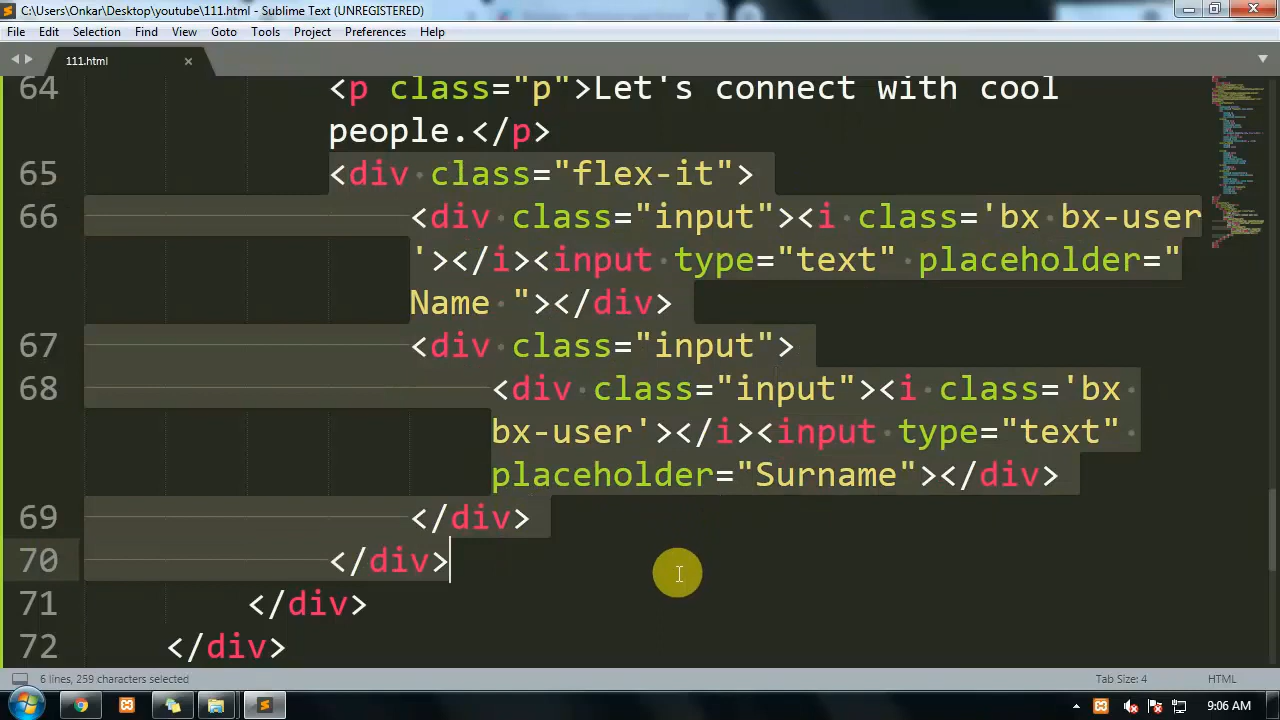 C:\Users\Onkar\Desktop\youtube\111.html - Sublime Text (UNREGISTERED)
File Edit Selection Find View Goto Tools Project Preferences Help
111.html
64 <p class="p">Let's connect with cool
people.</p>
65 <div class="flex-it">
66 <div class="input"><i class='bx bx-user
'></i><input type="text" placeholder="
Name "></div>
67 <div class="input">
68 <div class="input"><i class='bx
bx-user'></i><input type="text"
placeholder="Surname"></div>
69 </div>
70 </div>
71 </div>
72 </div>
6 lines, 259 characters selected Tab Size: 4 HTML
9:06 AM